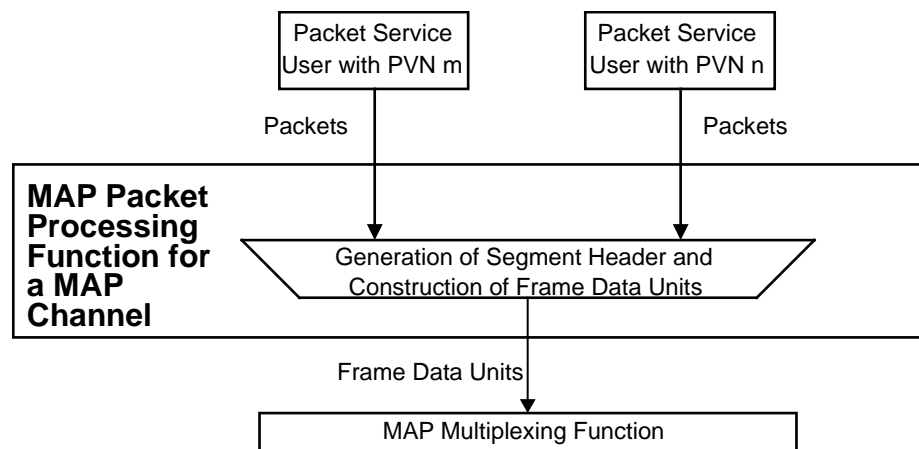 Packet Service
User with PVN m
Packet Service
User with PVN n
Packets
Packets
MAP Packet
Processing
Function for
a MAP
Channel
Generation of Segment Header and
Construction of Frame Data Units
Frame Data Units
MAP Multiplexing Function